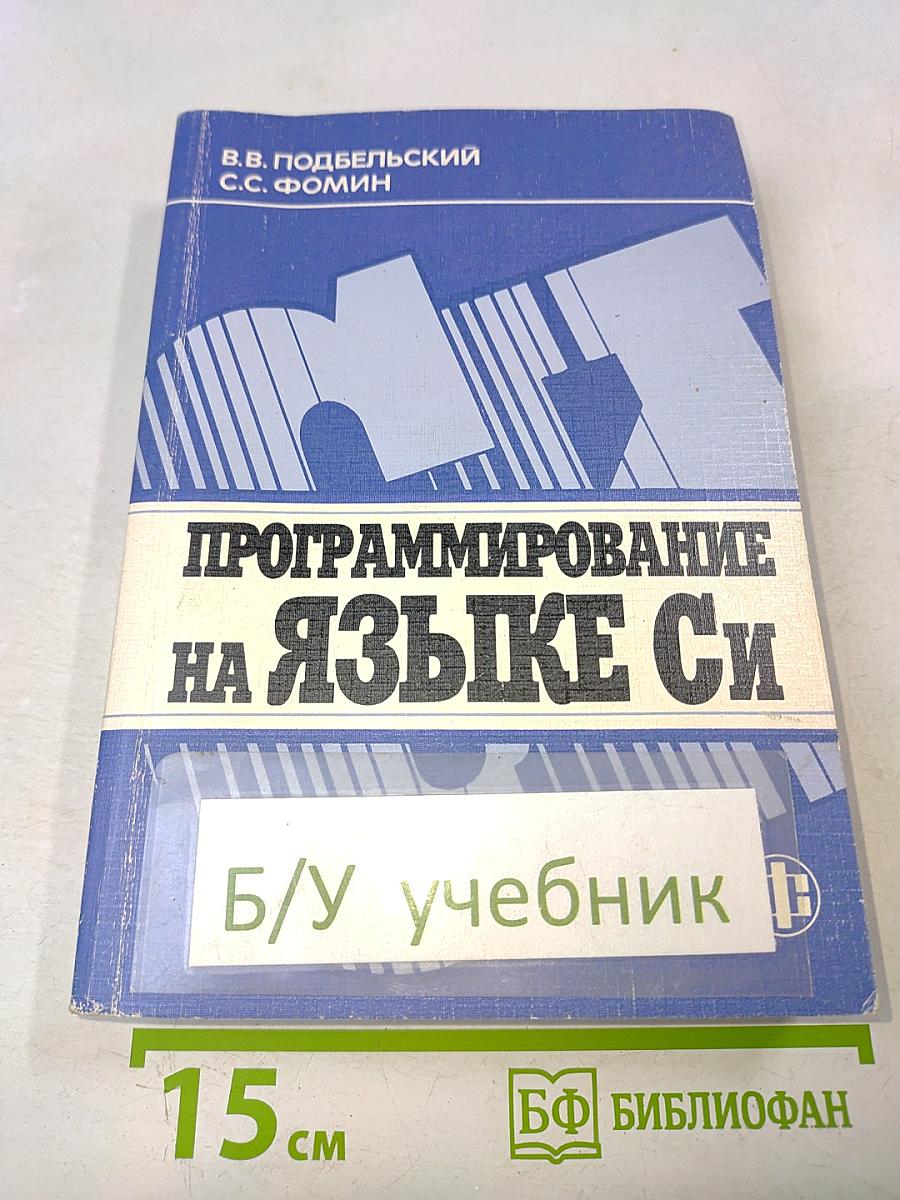 В.В. ПОДБЕЛЬСКИЙ
С.С. ФОМИН
ПРОГРАММИРОВАНИЕ
НА ЯЗЫКЕ СИ
Б/У учебник
15 см
БФ БИБЛИОФАН